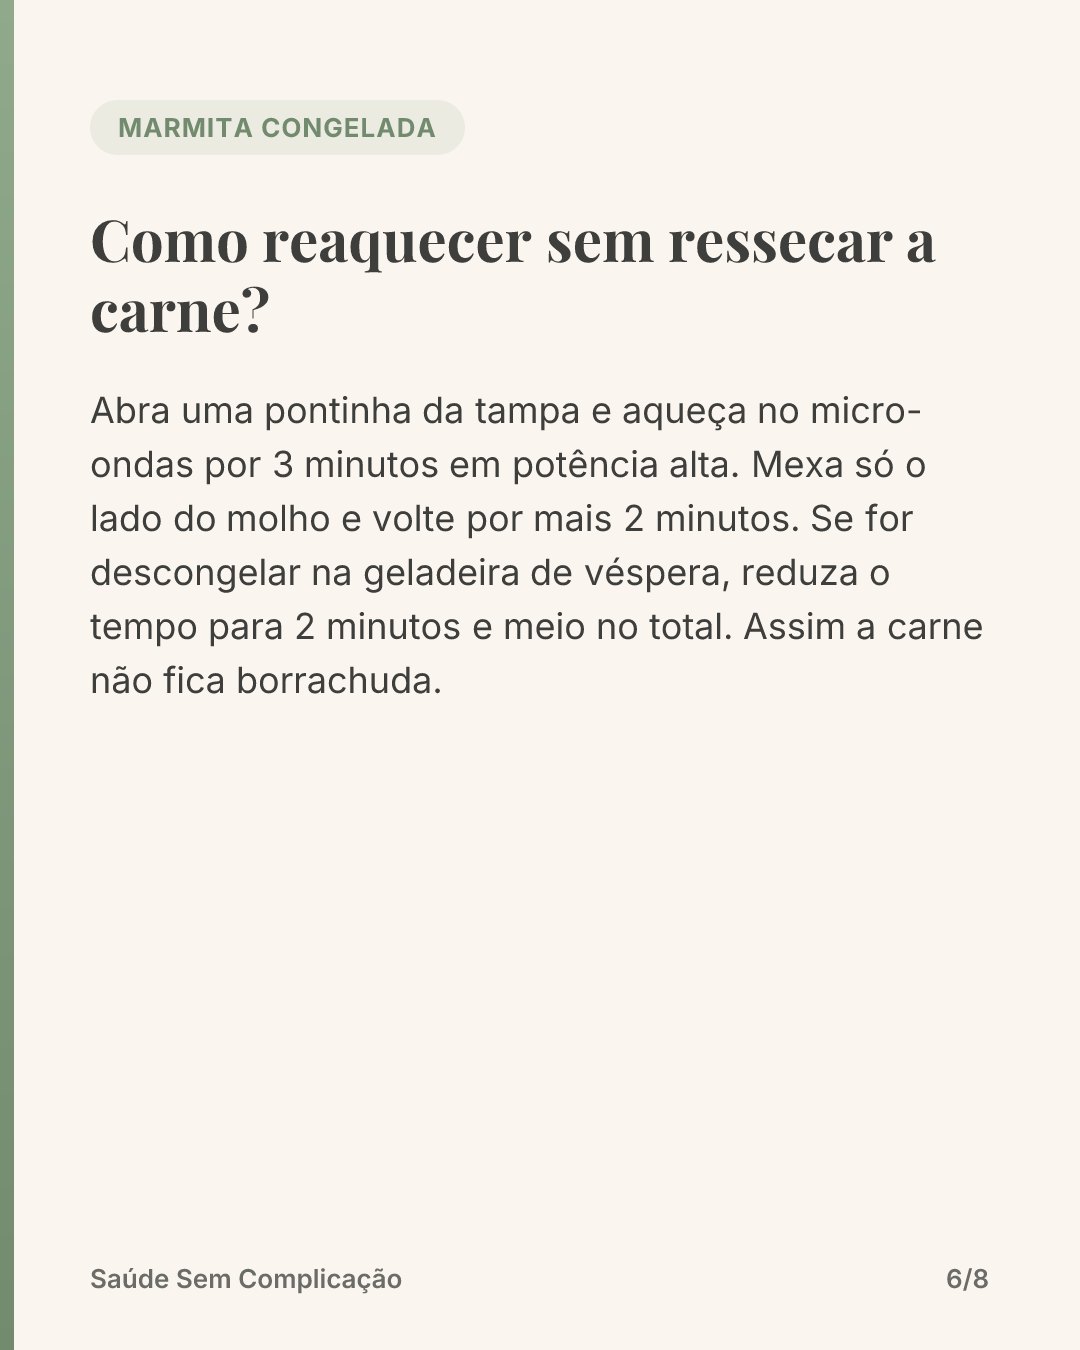 MARMITA CONGELADA
Como reaquecer sem ressecar a
carne?
Abra uma pontinha da tampa e aqueça no micro-
ondas por 3 minutos em potência alta. Mexa só o
lado do molho e volte por mais 2 minutos. Se for
descongelar na geladeira de véspera, reduza o
tempo para 2 minutos e meio no total. Assim a carne
não fica borrachuda.
Saúde Sem Complicação
6/8